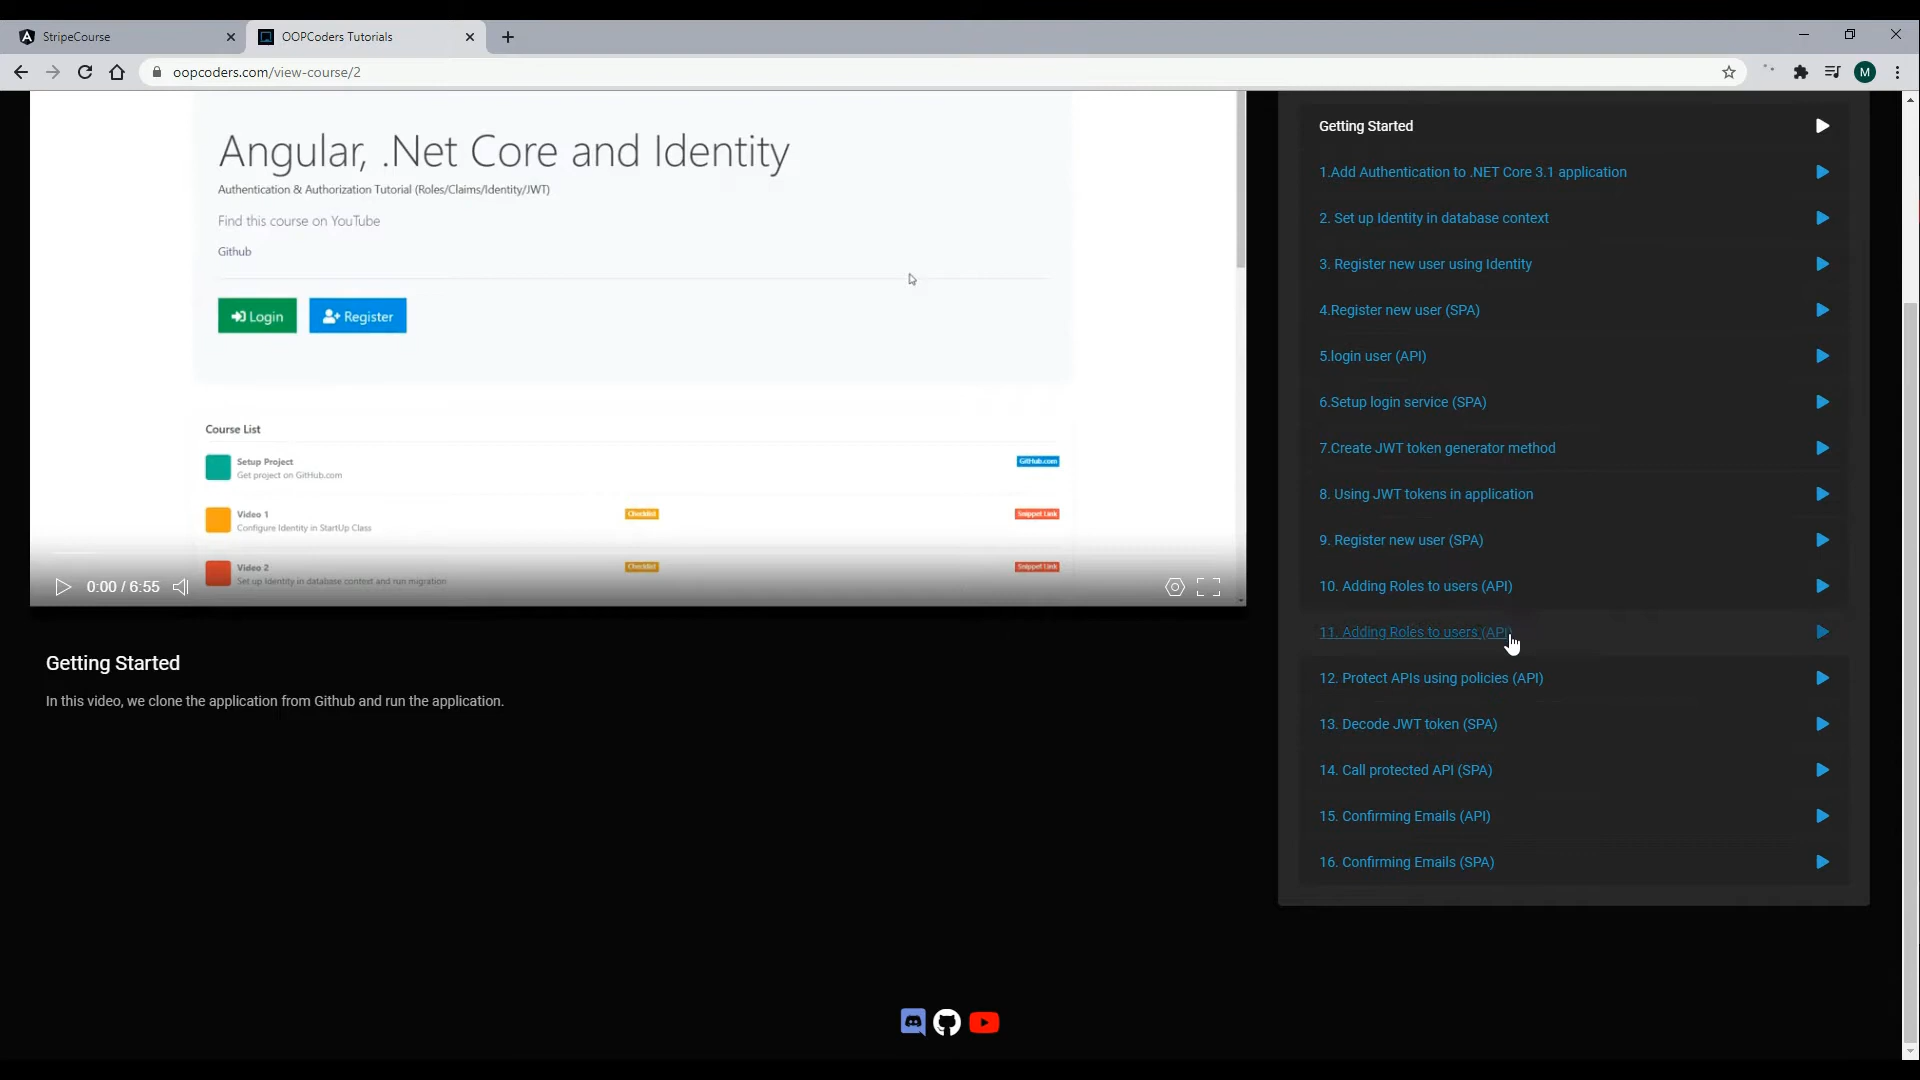 StripeCourse
OOPCoders Tutorials
oopcoders.com/view-course/2
M
Angular, .Net Core and Identity
Authentication & Authorization Tutorial (Roles/Claims/Identity/JWT)
Find this course on YouTube
Github
Login
Register
Course List
Setup Project
Get project on GitHub.com
GitHub.com
Video 1
Configure Identity in StartUp Class
Checklist
Snippet Link
Video 2
Set up Identity in database context and run migration
Checklist
Snippet Link
0:00 / 6:55
Getting Started
In this video, we clone the application from Github and run the application.
Getting Started
1.Add Authentication to .NET Core 3.1 application
2. Set up Identity in database context
3. Register new user using Identity
4.Register new user (SPA)
5.login user (API)
6.Setup login service (SPA)
7.Create JWT token generator method
8. Using JWT tokens in application
9. Register new user (SPA)
10. Adding Roles to users (API)
11. Adding Roles to users (API)
12. Protect APIs using policies (API)
13. Decode JWT token (SPA)
14. Call protected API (SPA)
15. Confirming Emails (API)
16. Confirming Emails (SPA)